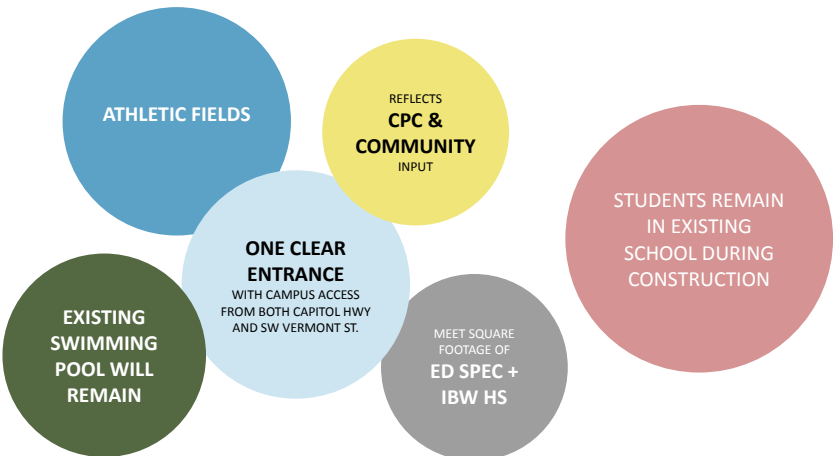 ATHLETIC FIELDS
REFLECTS
CPC &
COMMUNITY
INPUT
STUDENTS REMAIN
IN EXISTING
SCHOOL DURING
CONSTRUCTION
ONE CLEAR
ENTRANCE
WITH CAMPUS ACCESS
FROM BOTH CAPITOL HWY
AND SW VERMONT ST.
EXISTING
SWIMMING
POOL WILL
REMAIN
MEET SQUARE
FOOTAGE OF
ED SPEC +
IBW HS